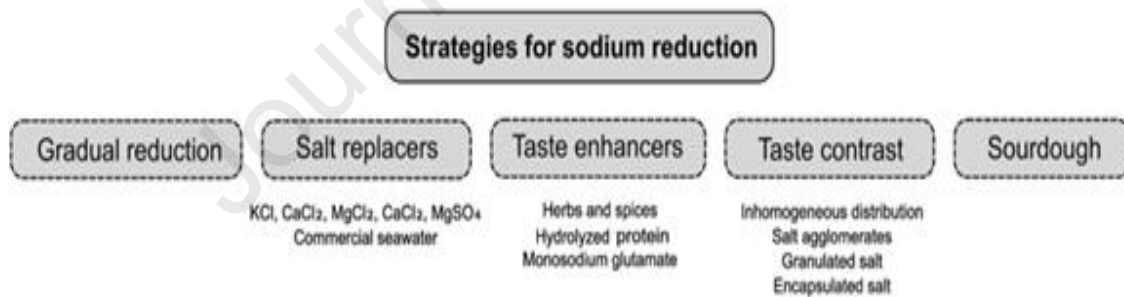 Journ
Strategies for sodium reduction
Gradual reduction
Salt replacers
Taste enhancers
Taste contrast
Sourdough
KCl, CaCl₂, MgCl₂, CaCl₂, MgSO₄
Commercial seawater
Herbs and spices
Hydrolyzed protein
Monosodium glutamate
Inhomogeneous distribution
Salt agglomerates
Granulated salt
Encapsulated salt